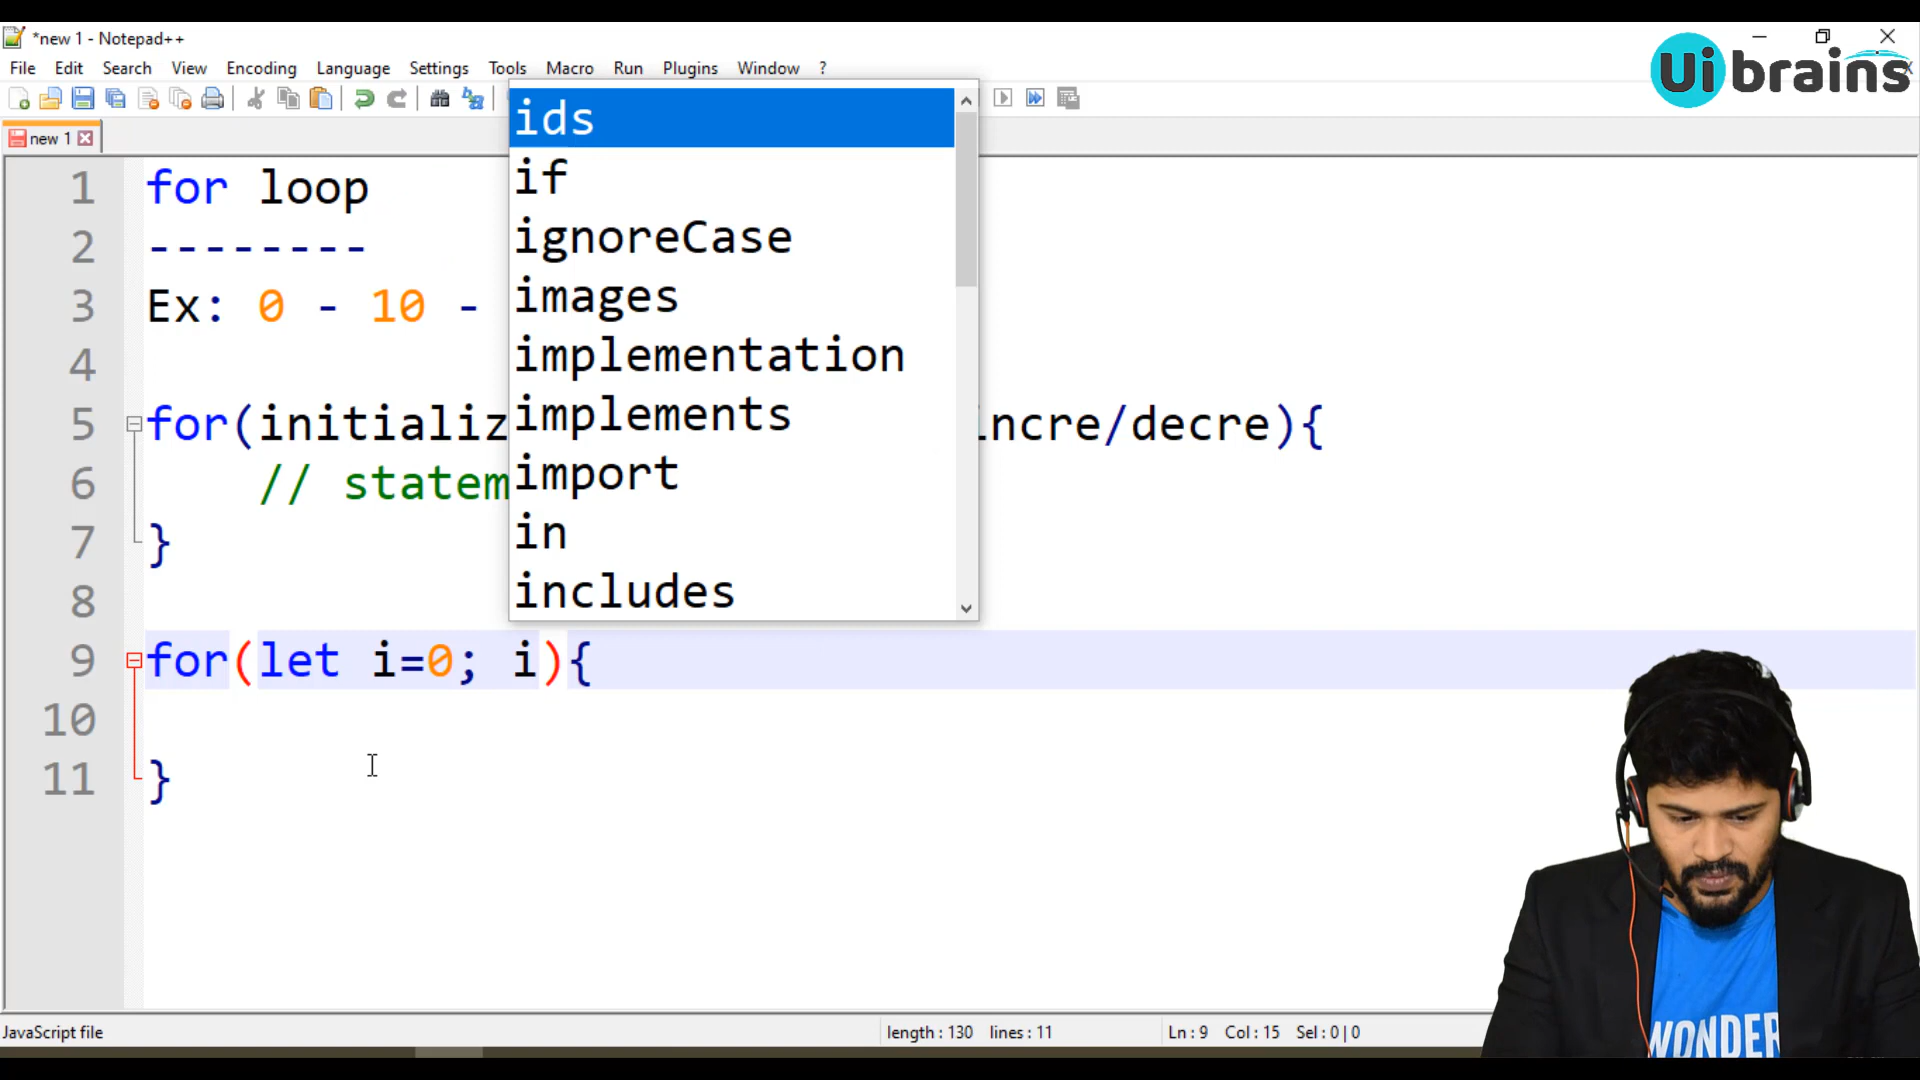 *new 1 - Notepad++
Ui brains
File Edit Search View Encoding Language Settings Tools Macro Run Plugins Window ?
new 1
ids
if
ignoreCase
images
implementation
implements
import
in
includes
1 for loop
2 --------
3 Ex: 0 - 10 -
4
5 for(initializ incre/decre){
6 // statem
7 }
8
9 for(let i=0; i){
10
11 }
WONDER
JavaScript file length : 130 lines : 11 Ln : 9 Col : 15 Sel : 0 | 0